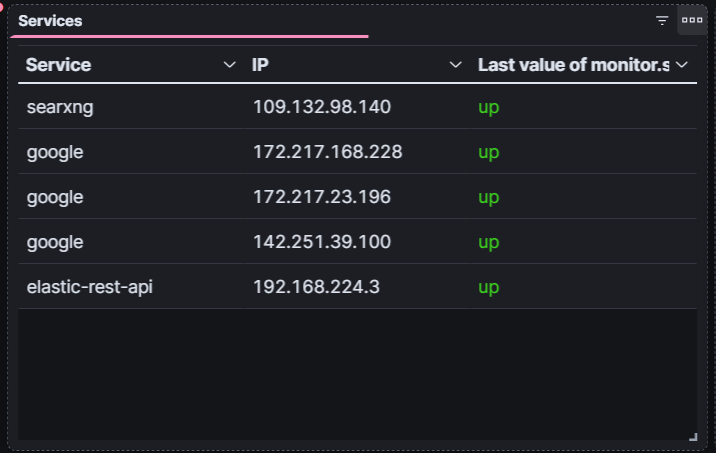 Services
Service IP Last value of monitor.s
searxng 109.132.98.140 up
google 172.217.168.228 up
google 172.217.23.196 up
google 142.251.39.100 up
elastic-rest-api 192.168.224.3 up